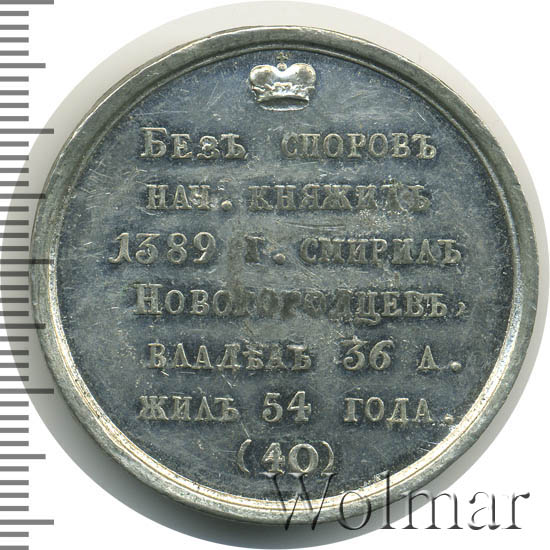 Безъ споровъ
нач. княжить
1389 г. смирилъ
Новогородцевъ.
владѣлъ 36 л.
жилъ 54 года.
(40)
Wolmar